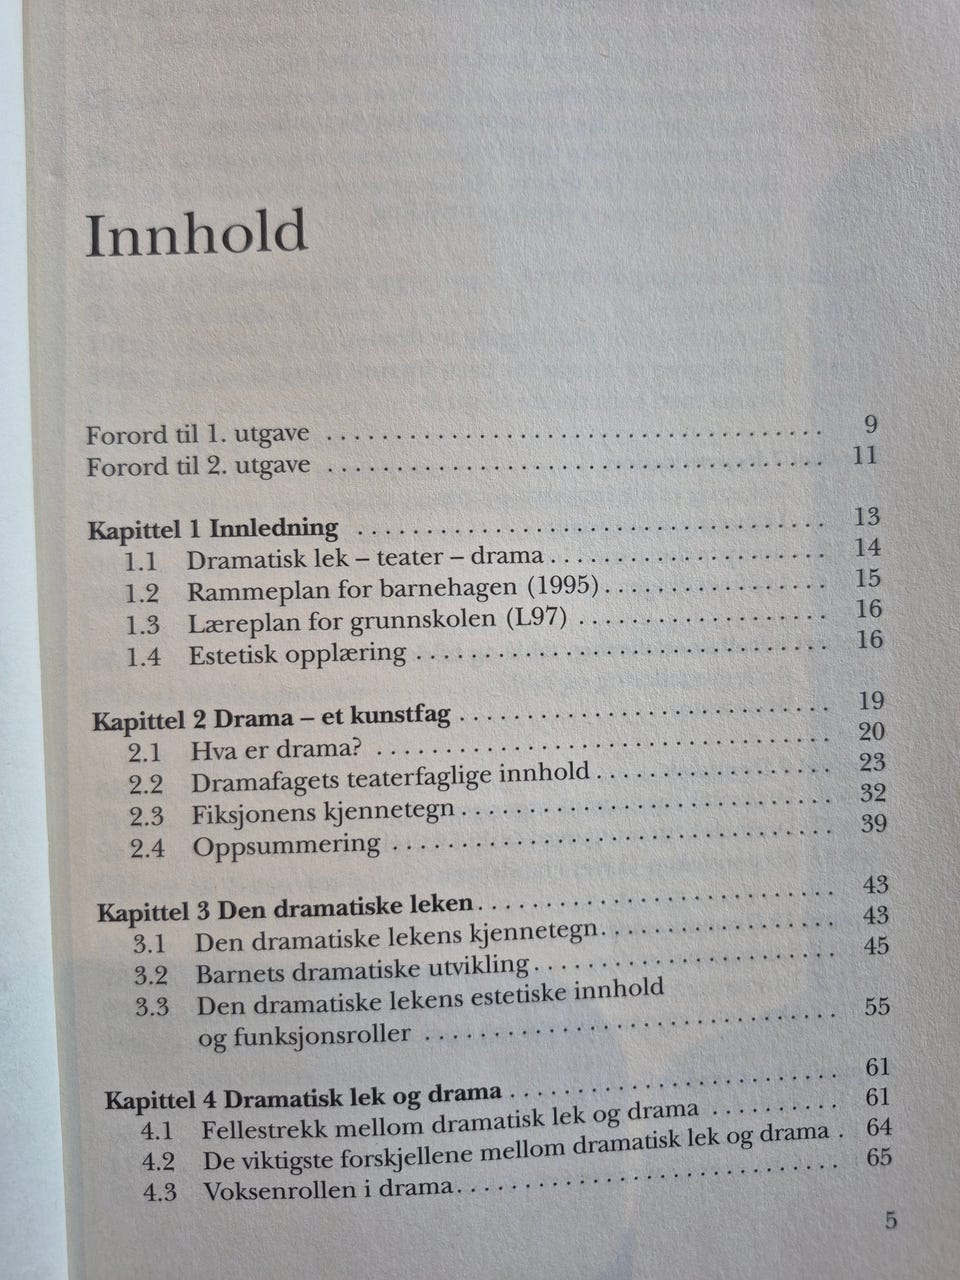 Innhold
Forord til 1. utgave . . . . . . . . . . . . . . . . . . . . . . . . . . . . . . . . . . . . . . 9
Forord til 2. utgave . . . . . . . . . . . . . . . . . . . . . . . . . . . . . . . . . . . . . . 11
Kapittel 1 Innledning . . . . . . . . . . . . . . . . . . . . . . . . . . . . . . . . . . . . 13
1.1 Dramatisk lek – teater – drama . . . . . . . . . . . . . . . . . . . . . 14
1.2 Rammeplan for barnehagen (1995) . . . . . . . . . . . . . . . . . 15
1.3 Læreplan for grunnskolen (L97) . . . . . . . . . . . . . . . . . . . 16
1.4 Estetisk opplæring . . . . . . . . . . . . . . . . . . . . . . . . . . . . . . . . 16
Kapittel 2 Drama – et kunstfag . . . . . . . . . . . . . . . . . . . . . . . . . . . . 19
2.1 Hva er drama? . . . . . . . . . . . . . . . . . . . . . . . . . . . . . . . . . . . 20
2.2 Dramafagets teaterfaglige innhold . . . . . . . . . . . . . . . . . . 23
2.3 Fiksjonens kjennetegn . . . . . . . . . . . . . . . . . . . . . . . . . . . . 32
2.4 Oppsummering . . . . . . . . . . . . . . . . . . . . . . . . . . . . . . . . . . 39
Kapittel 3 Den dramatiske leken . . . . . . . . . . . . . . . . . . . . . . . . . . . 43
3.1 Den dramatiske lekens kjennetegn . . . . . . . . . . . . . . . . . . 43
3.2 Barnets dramatiske utvikling . . . . . . . . . . . . . . . . . . . . . . . 45
3.3 Den dramatiske lekens estetiske innhold
og funksjonsroller . . . . . . . . . . . . . . . . . . . . . . . . . . . . . . . 55
Kapittel 4 Dramatisk lek og drama . . . . . . . . . . . . . . . . . . . . . . . . . 61
4.1 Fellestrekk mellom dramatisk lek og drama . . . . . . . . . . 61
4.2 De viktigste forskjellene mellom dramatisk lek og drama . 64
4.3 Voksenrollen i drama . . . . . . . . . . . . . . . . . . . . . . . . . . . . . 65
5